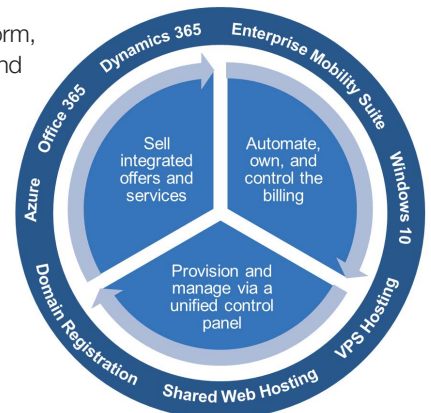 orm,
nd
Dynamics 365
Enterprise Mobility Suite
Office 365
Windows 10
Azure
VPS Hosting
Domain Registration
Shared Web Hosting
Sell
integrated
offers and
services
Automate,
own, and
control the
billing
Provision and
manage via a
unified control
panel